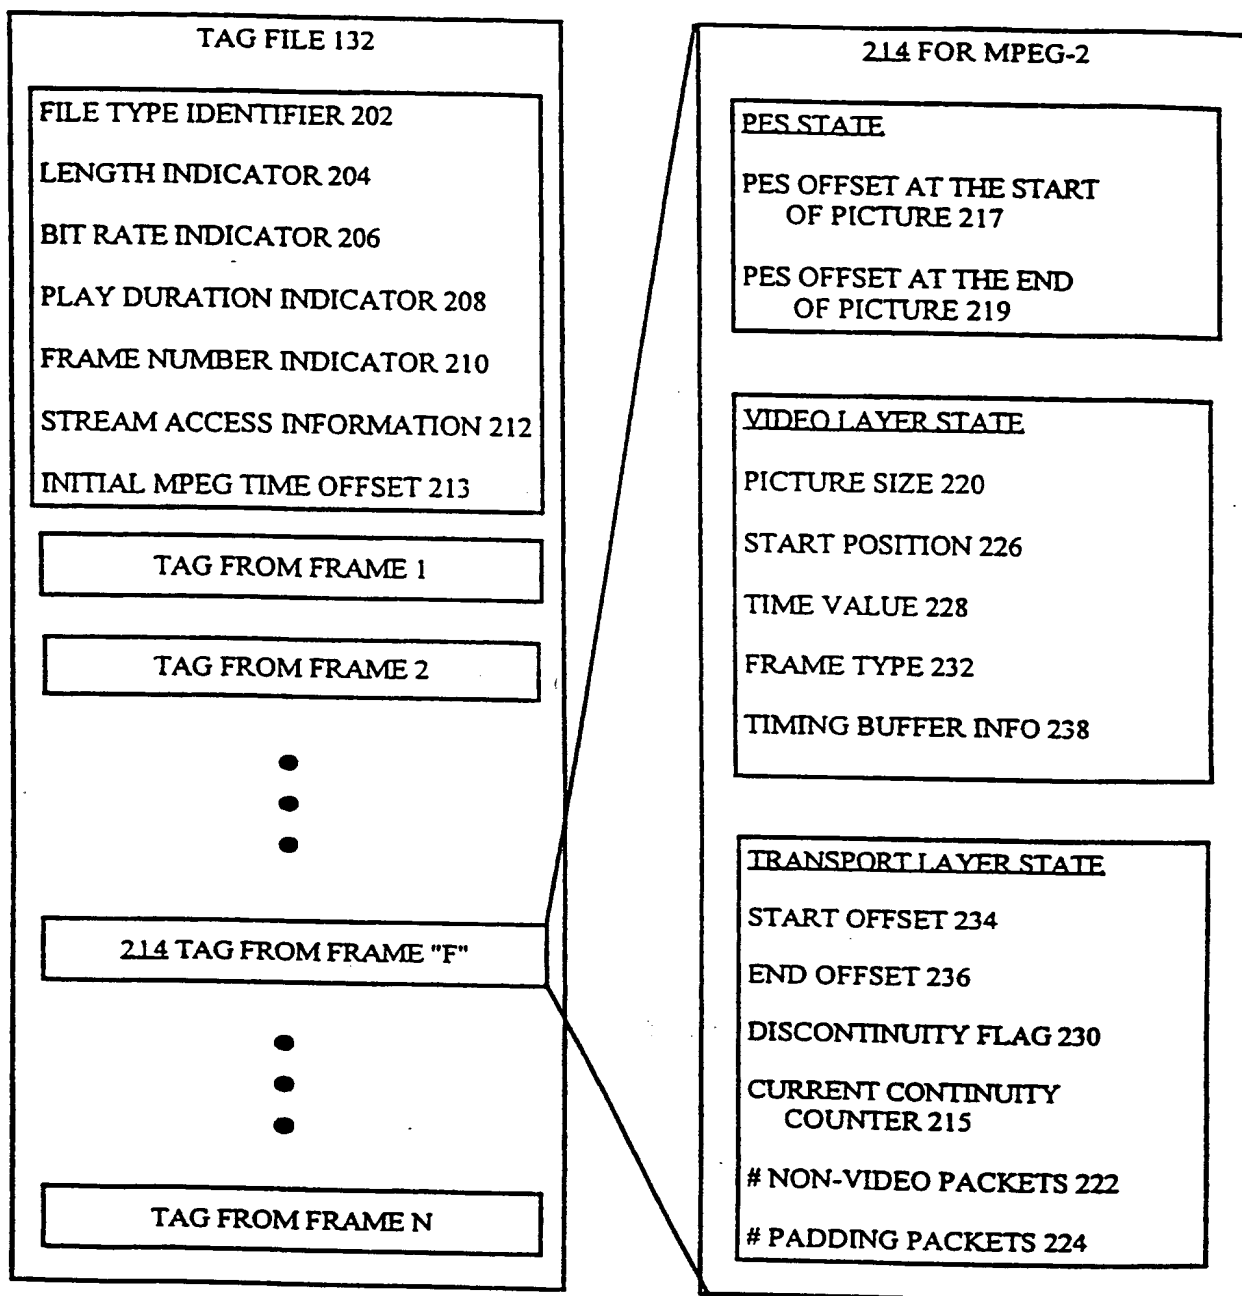 TAG FILE 132
FILE TYPE IDENTIFIER 202
LENGTH INDICATOR 204
BIT RATE INDICATOR 206
PLAY DURATION INDICATOR 208
FRAME NUMBER INDICATOR 210
STREAM ACCESS INFORMATION 212
INITIAL MPEG TIME OFFSET 213
TAG FROM FRAME 1
TAG FROM FRAME 2
214 TAG FROM FRAME "F"
TAG FROM FRAME N
214 FOR MPEG-2
PES STATE
PES OFFSET AT THE START
OF PICTURE 217
PES OFFSET AT THE END
OF PICTURE 219
VIDEO LAYER STATE
PICTURE SIZE 220
START POSITION 226
TIME VALUE 228
FRAME TYPE 232
TIMING BUFFER INFO 238
TRANSPORT LAYER STATE
START OFFSET 234
END OFFSET 236
DISCONTINUITY FLAG 230
CURRENT CONTINUITY
COUNTER 215
# NON-VIDEO PACKETS 222
# PADDING PACKETS 224